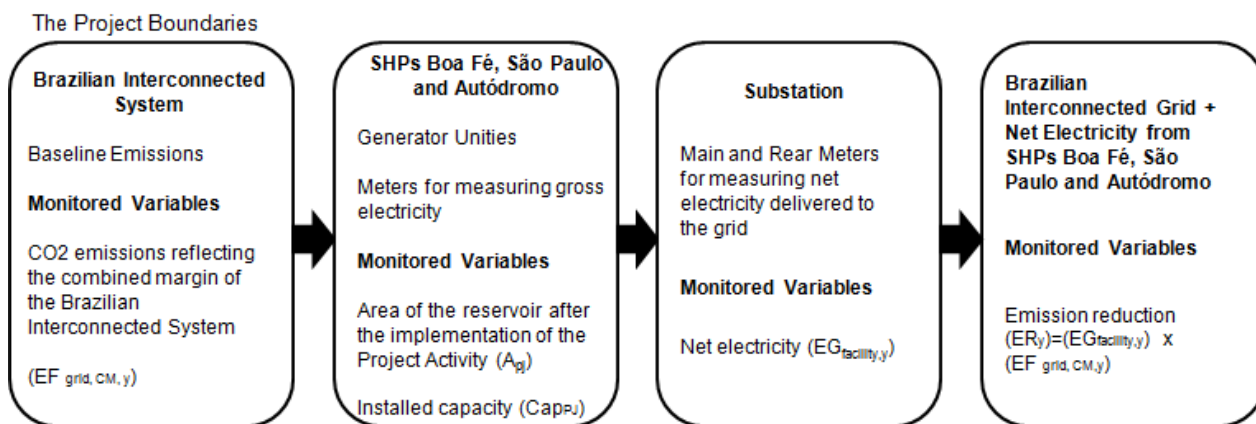 The Project Boundaries
Brazilian Interconnected
System
Baseline Emissions
Monitored Variables
CO2 emissions reflecting
the combined margin of
the Brazilian
Interconnected System
(EF grid, CM, y)
SHPs Boa Fé, São Paulo
and Autódromo
Generator Unities
Meters for measuring gross
electricity
Monitored Variables
Area of the reservoir after
the implementation of the
Project Activity (Apj)
Installed capacity (CapPJ)
Substation
Main and Rear Meters
for measuring net
electricity delivered to
the grid
Monitored Variables
Net electricity (EGfacility,y)
Brazilian
Interconnected Grid +
Net Electricity from
SHPs Boa Fé, São
Paulo and Autódromo
Monitored Variables
Emission reduction
(ERy)=(EGfacility,y) x
(EF grid, CM,y)